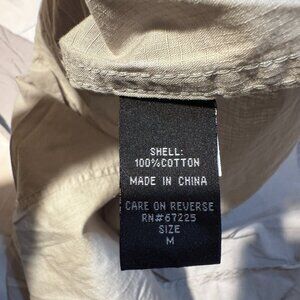 SHELL:
100%COTTON
MADE IN CHINA
CARE ON REVERSE
RN#67225
SIZE
M